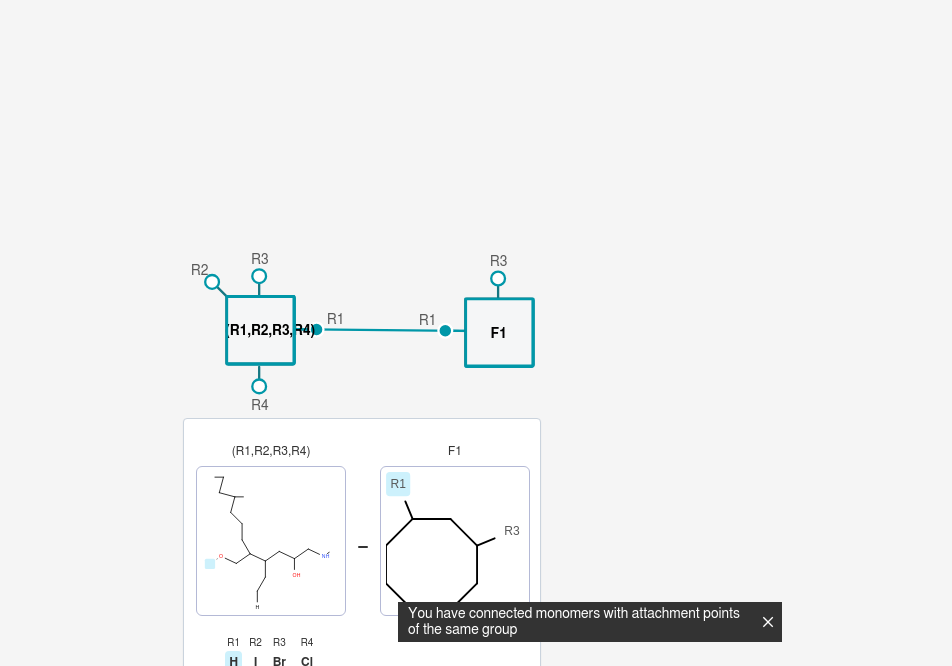 R3
R3
R2
R1
R1
(R1,R2,R3,R4)
F1
R4
(R1,R2,R3,R4)
F1
R1
R3
O
OH
H
You have connected monomers with attachment points
of the same group
R1 R2 R3 R4
H I Br Cl